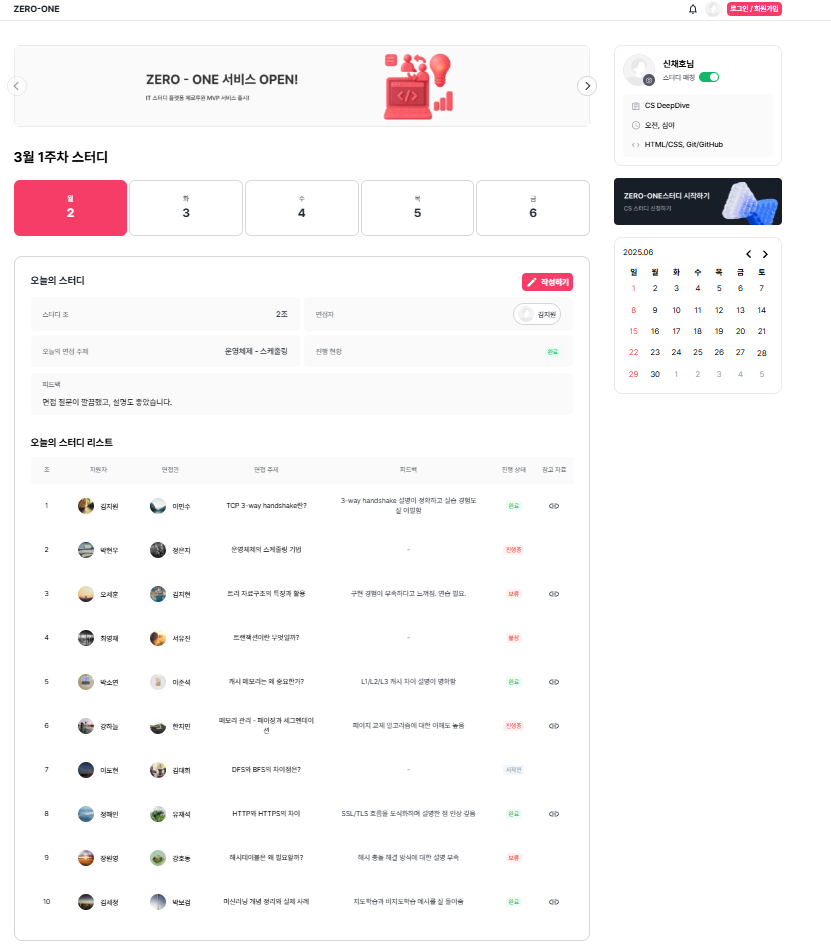 ZERO-ONE
로그인 / 회원가입
ZERO - ONE 서비스 OPEN!
IT 스터디 플랫폼 제로투원 MVP 서비스 출시!
신채호님
스터디 매칭
CS DeepDive
오전, 심야
HTML/CSS, Git/GitHub
3월 1주차 스터디
월 화 수 목 금
2 3 4 5 6
ZERO-ONE스터디 시작하기
CS 스터디 신청하기
2025.06
일 월 화 수 목 금 토
1 2 3 4 5 6 7
8 9 10 11 12 13 14
15 16 17 18 19 20 21
22 23 24 25 26 27 28
29 30 1 2 3 4 5
오늘의 스터디
작성하기
스터디 조 2조
면접자 김지원
오늘의 면접 주제 운영체제 - 스케줄링
진행 현황 완료
피드백
면접 질문이 깔끔했고, 설명도 좋았습니다.
오늘의 스터디 리스트
조 지원자 면접관 면접 주제 피드백 진행 상태 참고 자료
1 김지원 이민수 TCP 3-way handshake란? 3-way handshake 설명이 정확하고 실습 경험도 잘 어필함 완료
2 박현우 정은지 운영체제의 스케줄링 기법 - 진행중
3 오세훈 김지현 트리 자료구조의 특징과 활용 구현 경험이 부족하다고 느껴짐. 연습 필요. 보류
4 최영재 서유진 트랜잭션이란 무엇일까? - 불참
5 박소연 이준석 캐시 메모리는 왜 중요한가? L1/L2/L3 캐시 차이 설명이 명확함 완료
6 강하늘 한지민 메모리 관리 - 페이징과 세그멘테이션 페이지 교체 알고리즘에 대한 이해도 높음 진행중
7 이도현 김대희 DFS와 BFS의 차이점은? - 시작전
8 정해인 유재석 HTTP와 HTTPS의 차이 SSL/TLS 흐름을 도식화하며 설명한 점 인상 깊음 완료
9 장원영 강호동 해시테이블은 왜 필요할까? 해시 충돌 해결 방식에 대한 설명 부족 보류
10 김세정 박보검 머신러닝 개념 정리와 실제 사례 지도학습과 비지도학습 예시를 잘 들어줌 완료